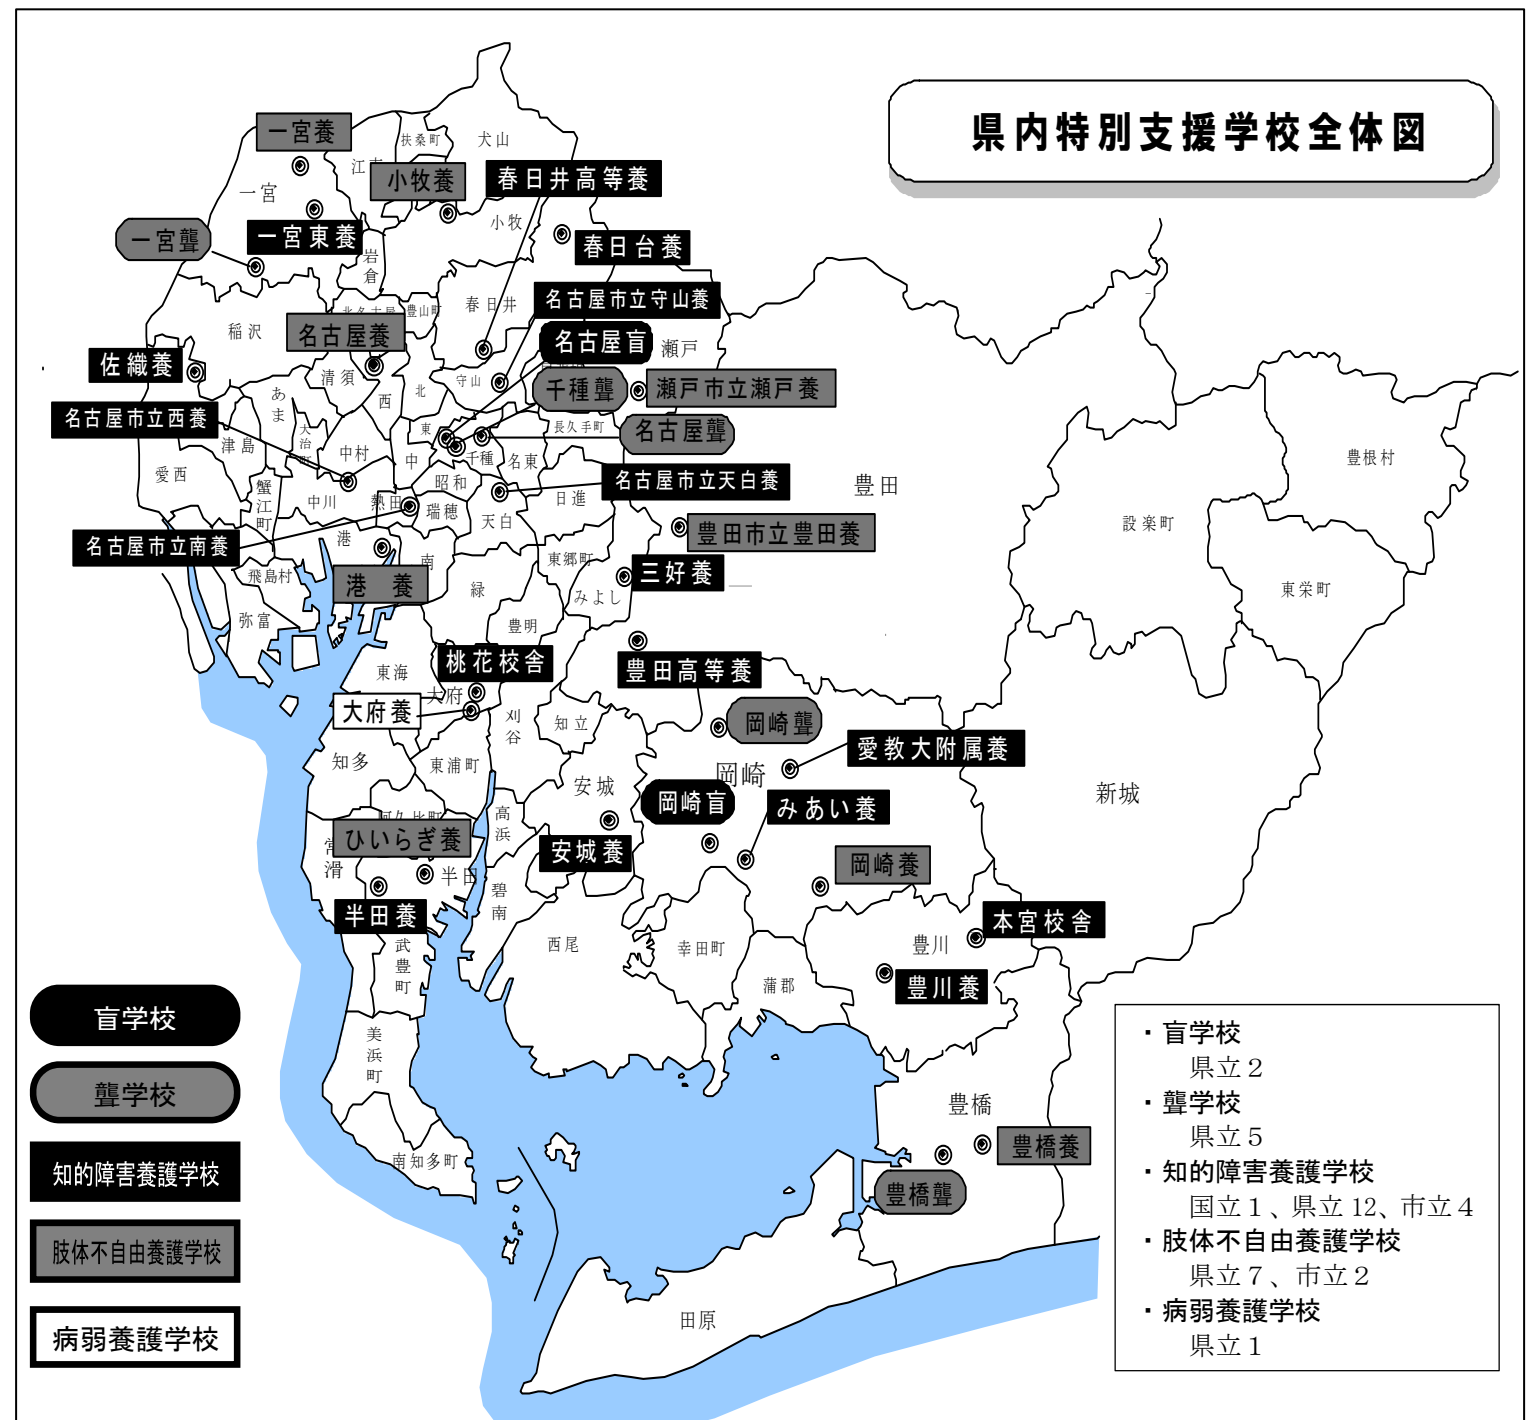 県内特別支援学校全体図
一宮養
扶桑町
犬山
江南
小牧養
春日井高等養
一宮
小牧
一宮聾
一宮東養
春日台養
岩倉
名古屋市立守山養
春日井
豊山町
稲沢
名古屋養
名古屋盲
瀬戸
佐織養
清須
北
守山
千種聾
瀬戸市立瀬戸養
あま
西
名古屋市立西養
大治町
東
長久手町
名古屋聾
津島
中村
中
千種
名東
愛西
豊根村
昭和
名古屋市立天白養
豊田
蟹江町
中川
熱田
瑞穂
天白
日進
設楽町
名古屋市立南養
港
豊田市立豊田養
南
東郷町
飛島村
港 養
三好養
緑
みよし
東栄町
弥富
豊明
桃花校舎
豊田高等養
東海
大府
大府養
刈谷
知立
岡崎聾
愛教大附属養
知多
東浦町
岡崎
安城
新城
岡崎盲
みあい養
高浜
阿久比町
ひいらぎ養
常滑
安城養
岡崎養
半田
碧南
半田養
本宮校舎
西尾
幸田町
豊川
武豊町
豊川養
蒲郡
盲学校
美浜町
聾学校
豊橋
南知多町
豊橋養
知的障害養護学校
豊橋聾
肢体不自由養護学校
田原
病弱養護学校
・盲学校
県立2
・聾学校
県立5
・知的障害養護学校
国立1、県立12、市立4
・肢体不自由養護学校
県立7、市立2
・病弱養護学校
県立1